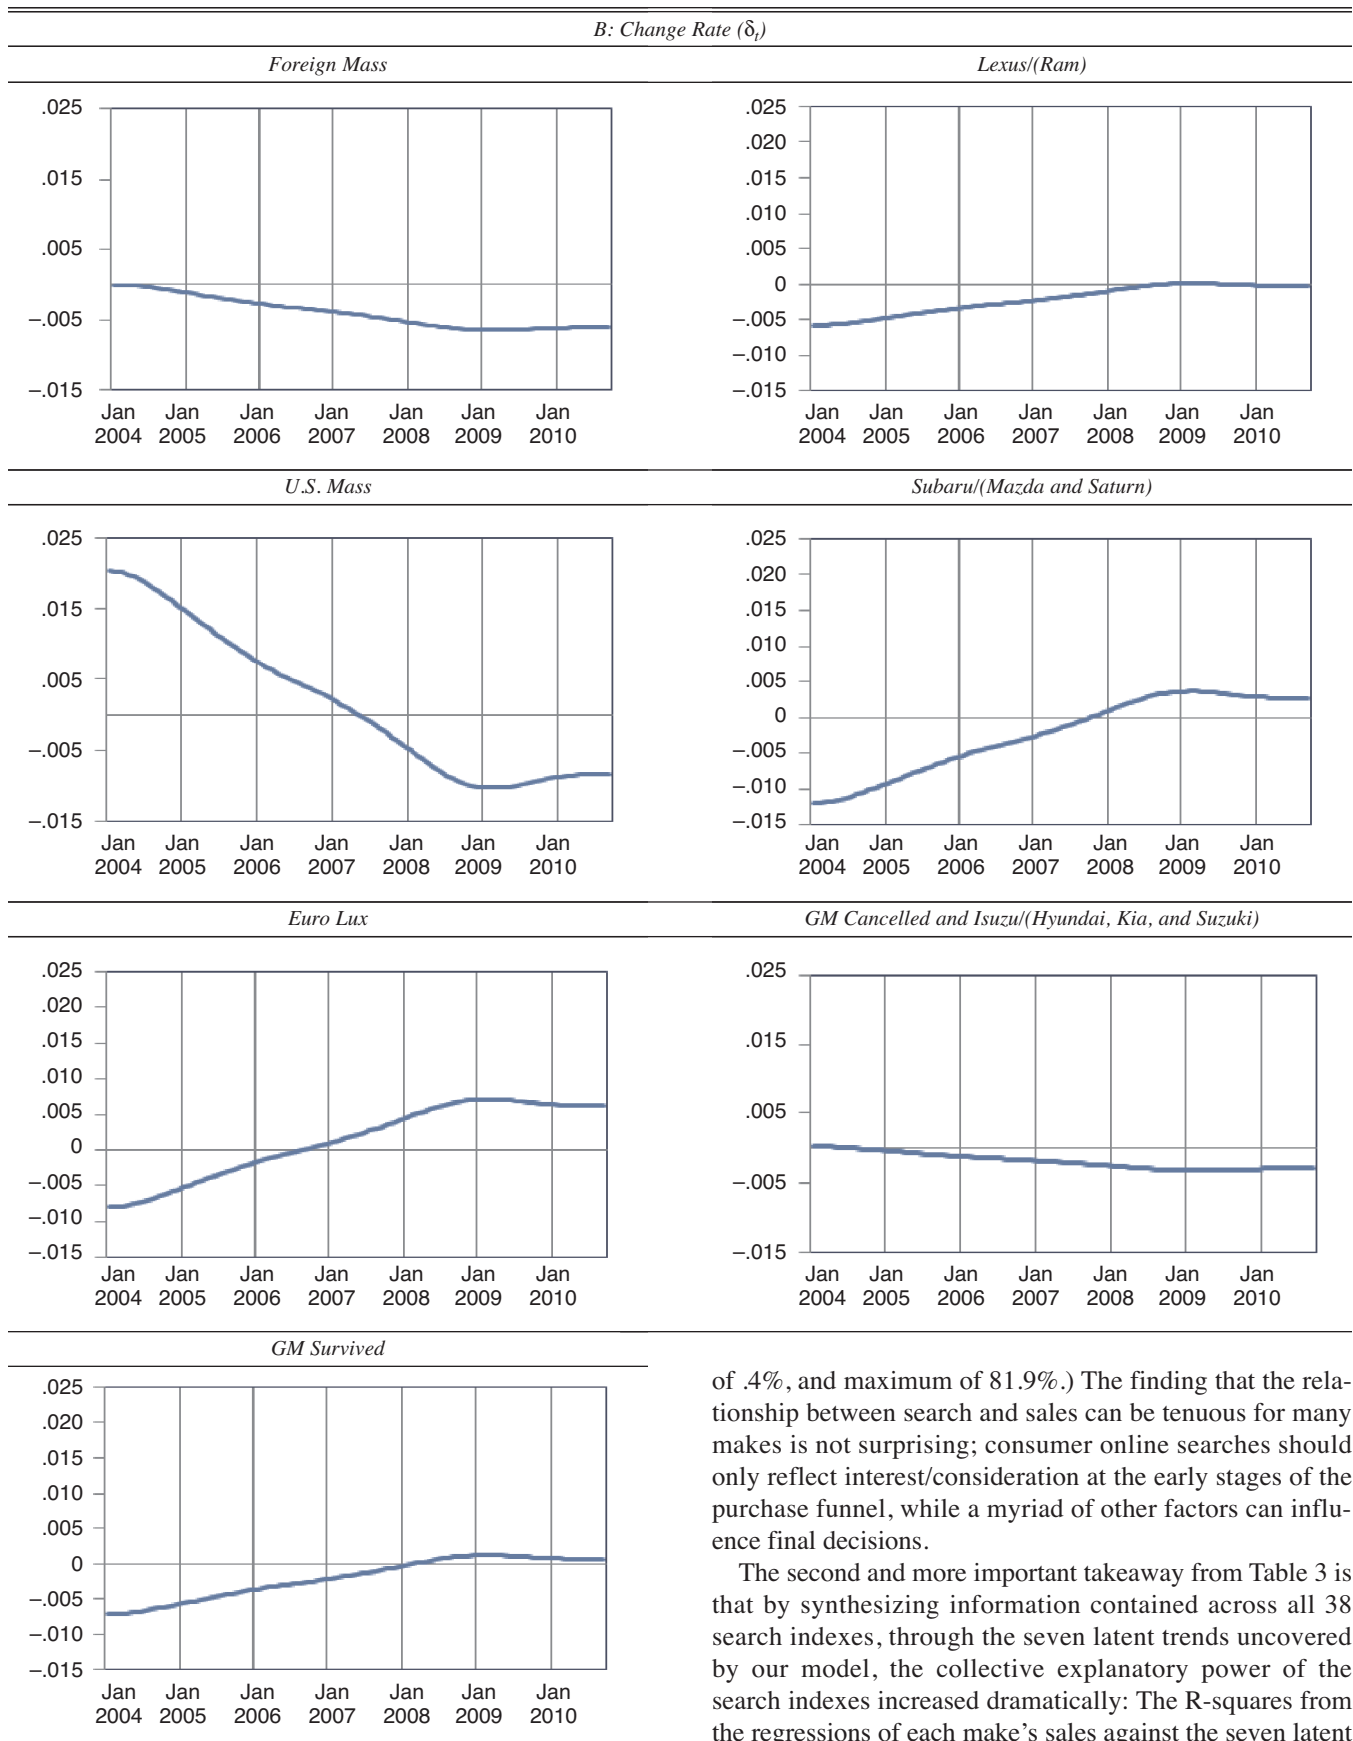 B: Change Rate (δt)
Foreign Mass
.025
.015
.005
–.005
–.015
Jan Jan Jan Jan Jan Jan Jan
2004 2005 2006 2007 2008 2009 2010
Lexus/(Ram)
.025
.020
.015
.010
.005
0
–.005
–.010
–.015
Jan Jan Jan Jan Jan Jan Jan
2004 2005 2006 2007 2008 2009 2010
U.S. Mass
.025
.015
.005
–.005
–.015
Jan Jan Jan Jan Jan Jan Jan
2004 2005 2006 2007 2008 2009 2010
Subaru/(Mazda and Saturn)
.025
.020
.015
.010
.005
0
–.005
–.010
–.015
Jan Jan Jan Jan Jan Jan Jan
2004 2005 2006 2007 2008 2009 2010
Euro Lux
.025
.020
.015
.010
.005
0
–.005
–.010
–.015
Jan Jan Jan Jan Jan Jan Jan
2004 2005 2006 2007 2008 2009 2010
GM Cancelled and Isuzu/(Hyundai, Kia, and Suzuki)
.025
.015
.005
–.005
–.015
Jan Jan Jan Jan Jan Jan Jan
2004 2005 2006 2007 2008 2009 2010
GM Survived
.025
.020
.015
.010
.005
0
–.005
–.010
–.015
Jan Jan Jan Jan Jan Jan Jan
2004 2005 2006 2007 2008 2009 2010
of .4%, and maximum of 81.9%.) The finding that the rela-
tionship between search and sales can be tenuous for many
makes is not surprising; consumer online searches should
only reflect interest/consideration at the early stages of the
purchase funnel, while a myriad of other factors can influ-
ence final decisions.
The second and more important takeaway from Table 3 is
that by synthesizing information contained across all 38
search indexes, through the seven latent trends uncovered
by our model, the collective explanatory power of the
search indexes increased dramatically: The R-squares from
the regressions of each make's sales against the seven latent